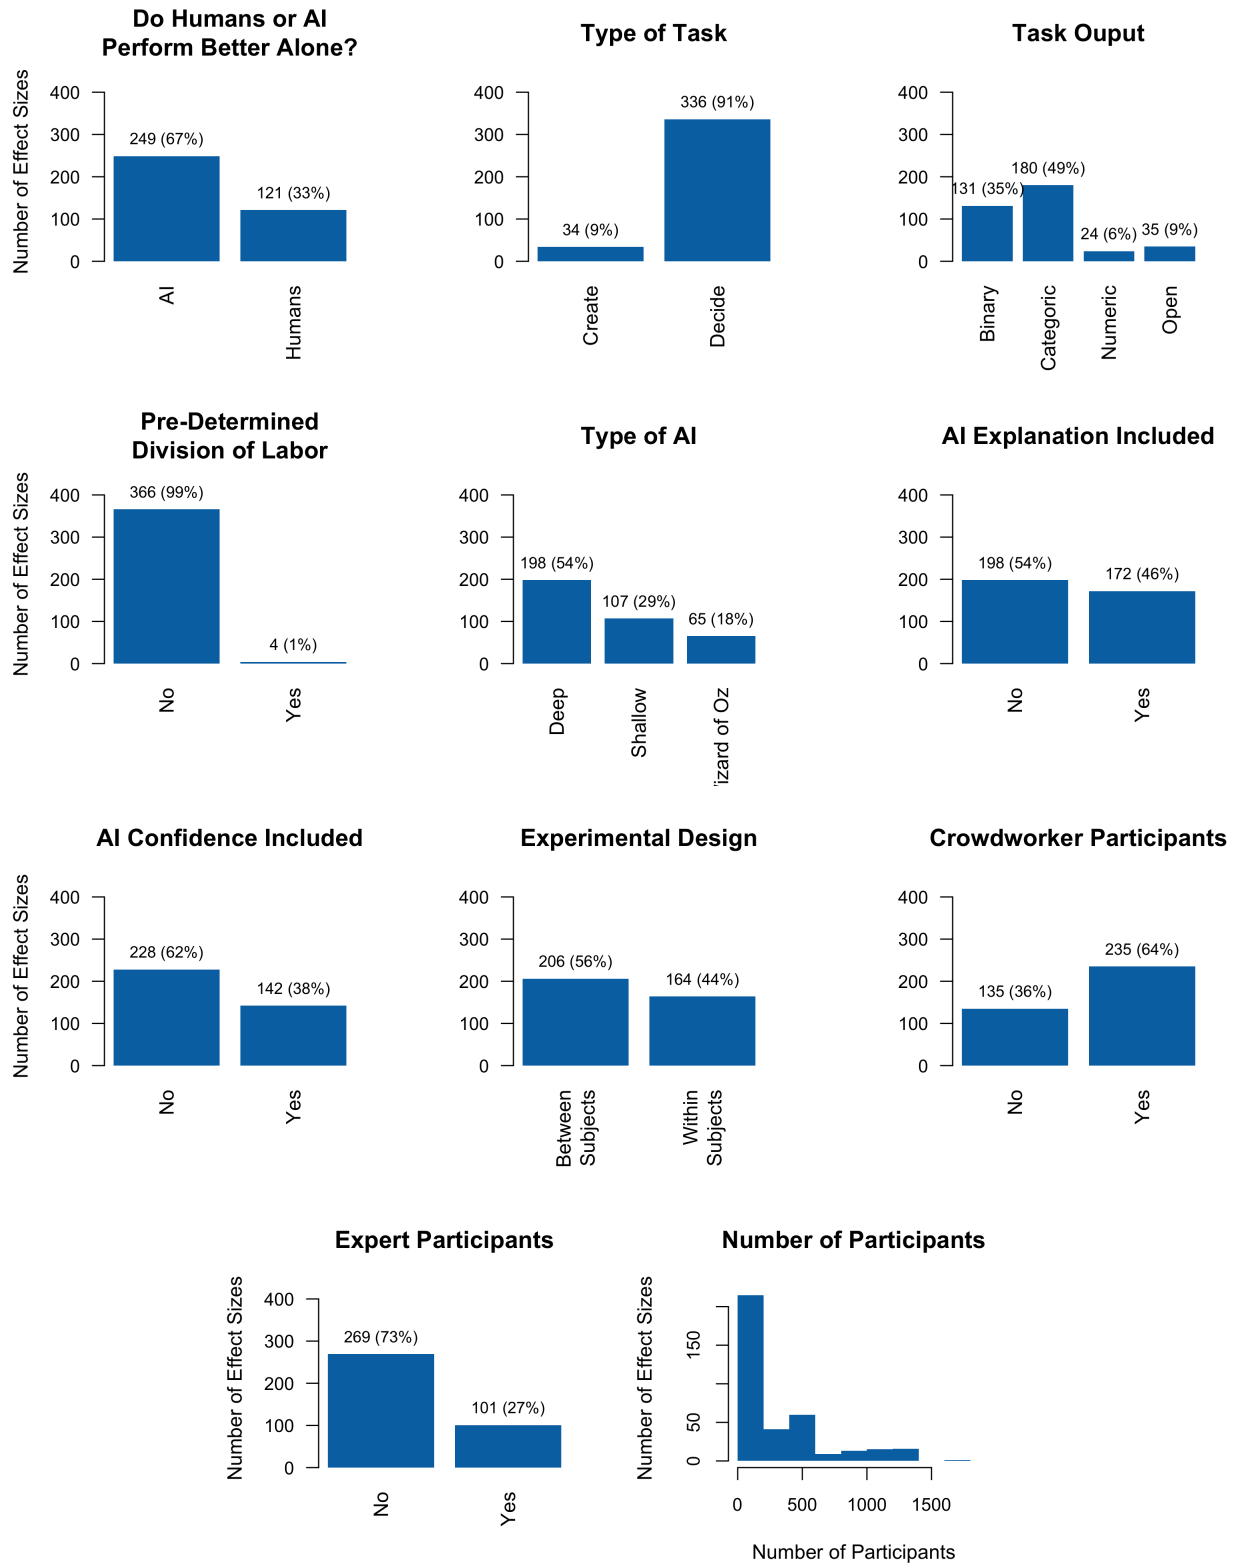 Do Humans or AI
Perform Better Alone?
Number of Effect Sizes
400
300
200
100
0
249 (67%)
121 (33%)
AI
Humans
Type of Task
400
300
200
100
0
34 (9%)
336 (91%)
Create
Decide
Task Ouput
400
300
200
100
0
131 (35%)
180 (49%)
24 (6%)
35 (9%)
Binary
Categoric
Numeric
Open
Pre-Determined
Division of Labor
Number of Effect Sizes
400
300
200
100
0
366 (99%)
4 (1%)
No
Yes
Type of AI
400
300
200
100
0
198 (54%)
107 (29%)
65 (18%)
Deep
Shallow
izard of Oz
AI Explanation Included
400
300
200
100
0
198 (54%)
172 (46%)
No
Yes
AI Confidence Included
Number of Effect Sizes
400
300
200
100
0
228 (62%)
142 (38%)
No
Yes
Experimental Design
400
300
200
100
0
206 (56%)
164 (44%)
Between
Subjects
Within
Subjects
Crowdworker Participants
400
300
200
100
0
135 (36%)
235 (64%)
No
Yes
Expert Participants
Number of Effect Sizes
400
300
200
100
0
269 (73%)
101 (27%)
No
Yes
Number of Participants
Number of Effect Sizes
150
50
0
0
500
1000
1500
Number of Participants